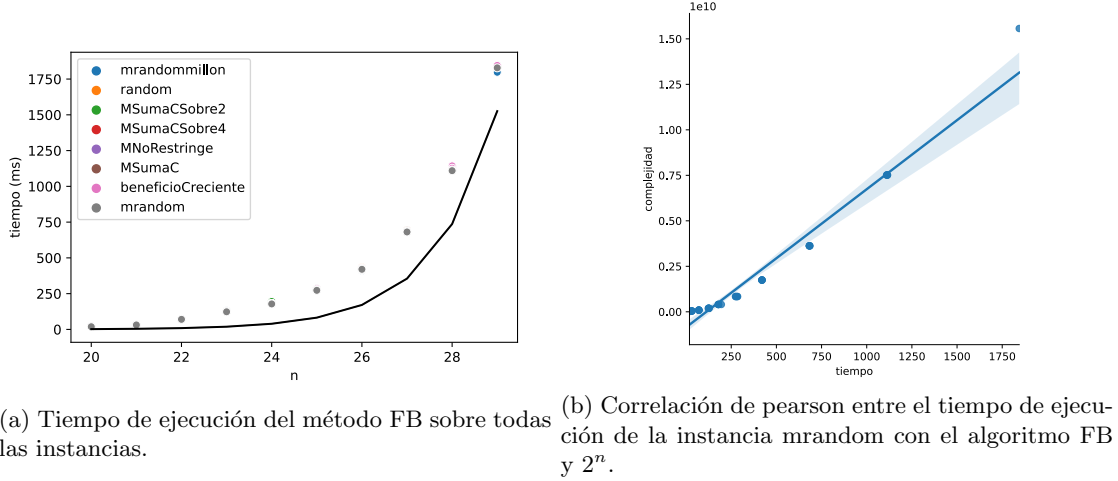 1750
1500
1250
1000
750
500
250
0
tiempo (ms)
mrandommillon
random
MSumaCSobre2
MSumaCSobre4
MNoRestringe
MSumaC
beneficioCreciente
mrandom
20
22
24
26
28
n
(a) Tiempo de ejecución del método FB sobre todas
las instancias.
1e10
1.50
1.25
1.00
0.75
0.50
0.25
0.00
complejidad
250
500
750
1000
1250
1500
1750
tiempo
(b) Correlación de pearson entre el tiempo de ejecu-
ción de la instancia mrandom con el algoritmo FB
y 2ⁿ.